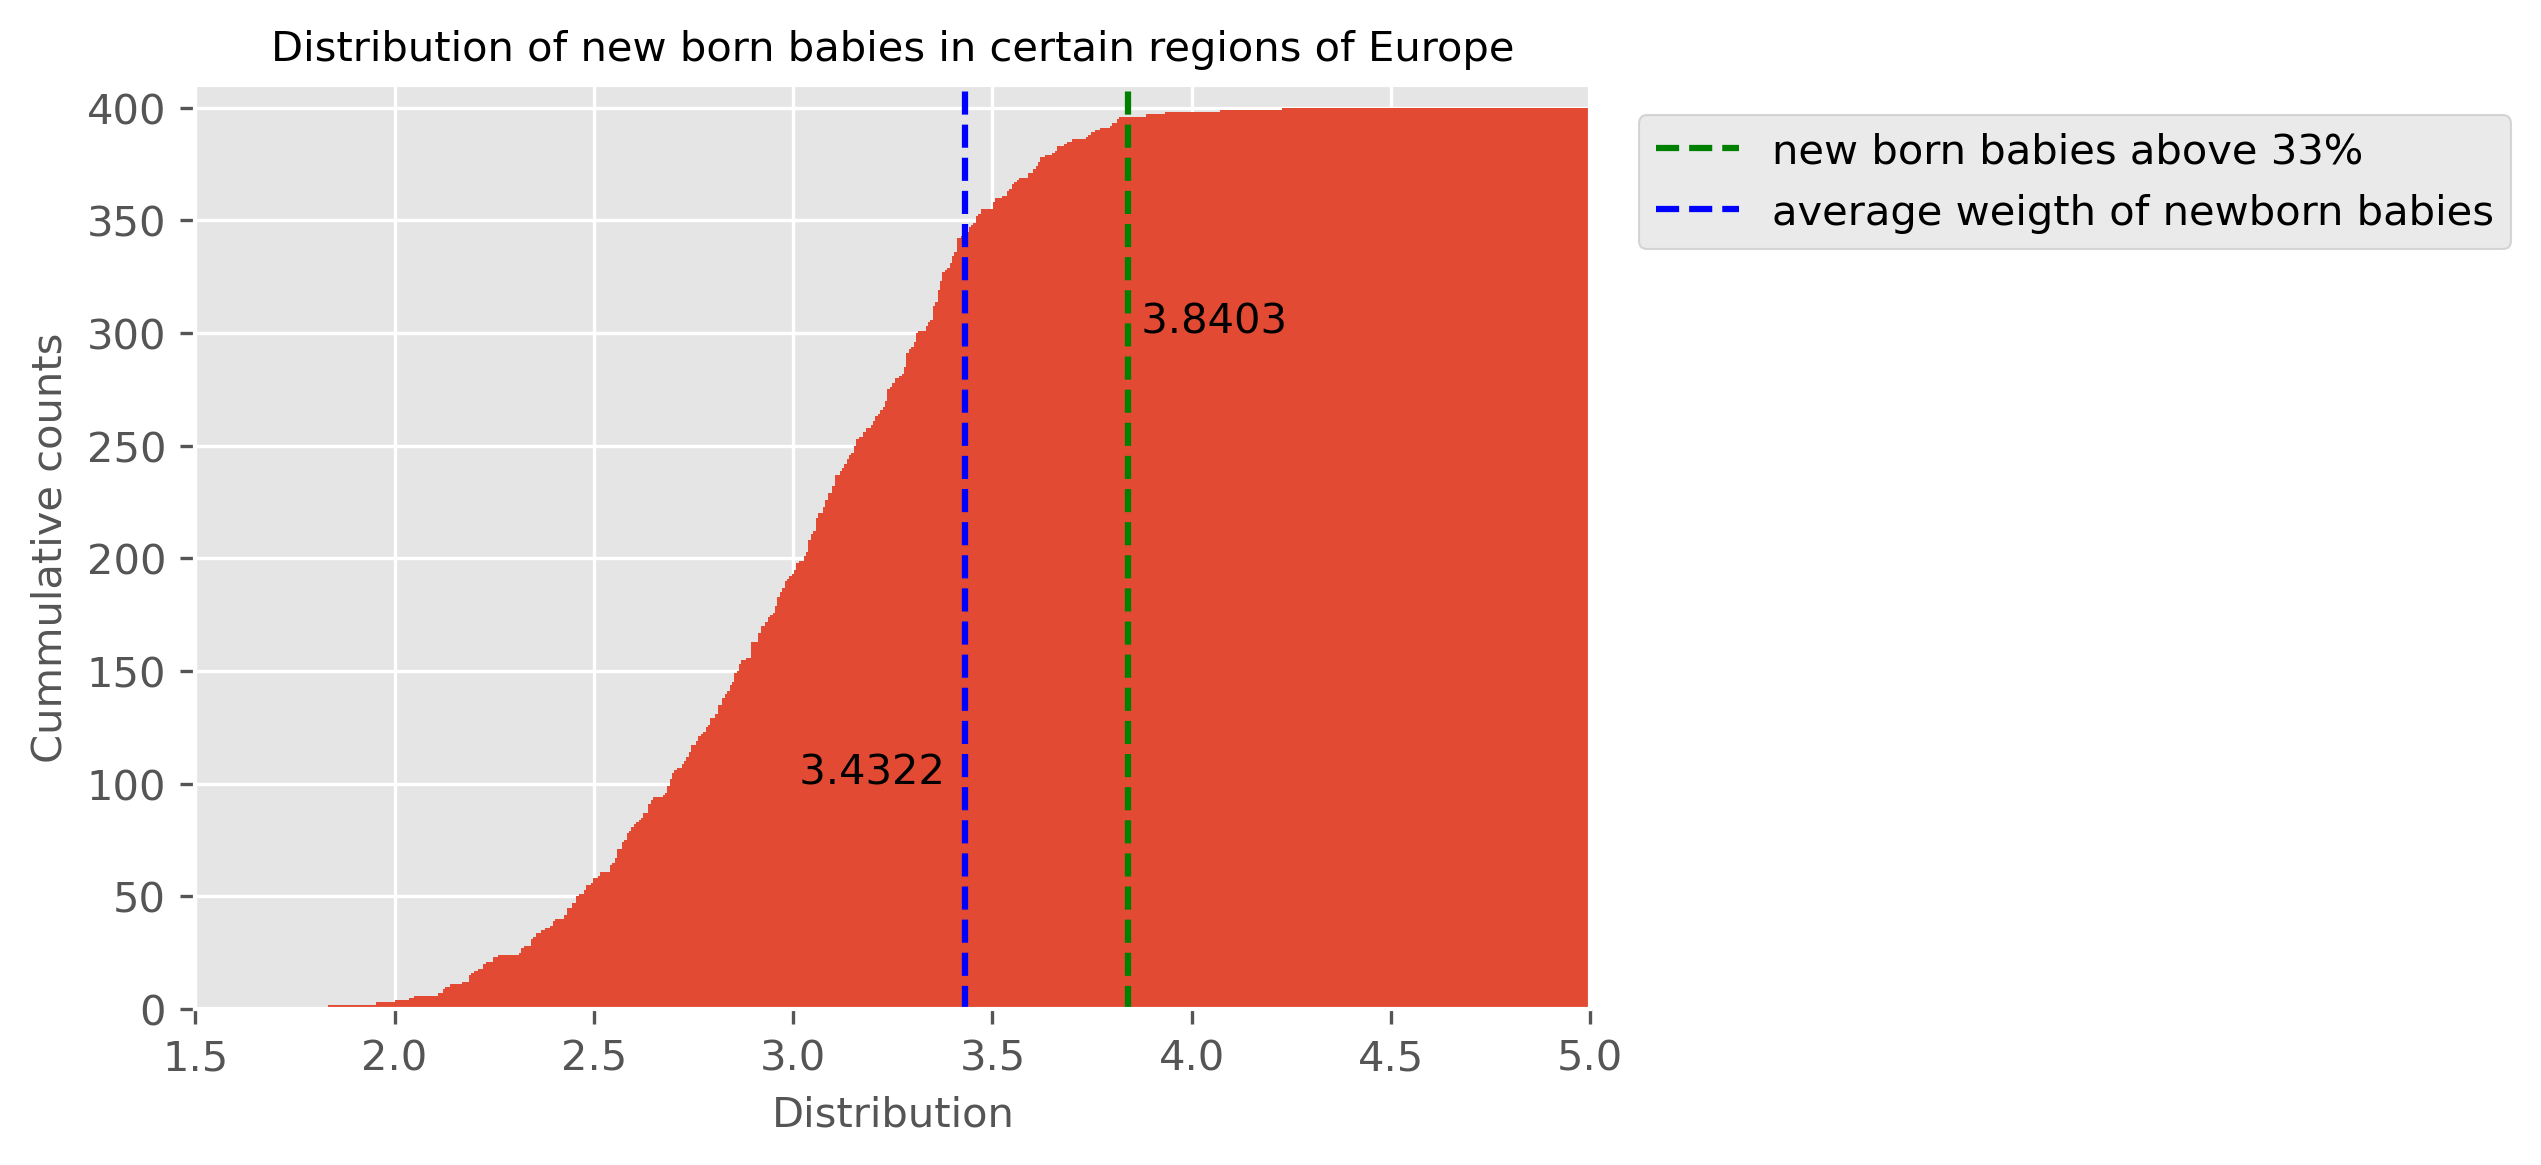 Distribution of new born babies in certain regions of Europe
400
350
300
250
200
150
100
50
0
Cummulative counts
3.8403
3.4322
1.5 2.0 2.5 3.0 3.5 4.0 4.5 5.0
Distribution
new born babies above 33%
average weigth of newborn babies